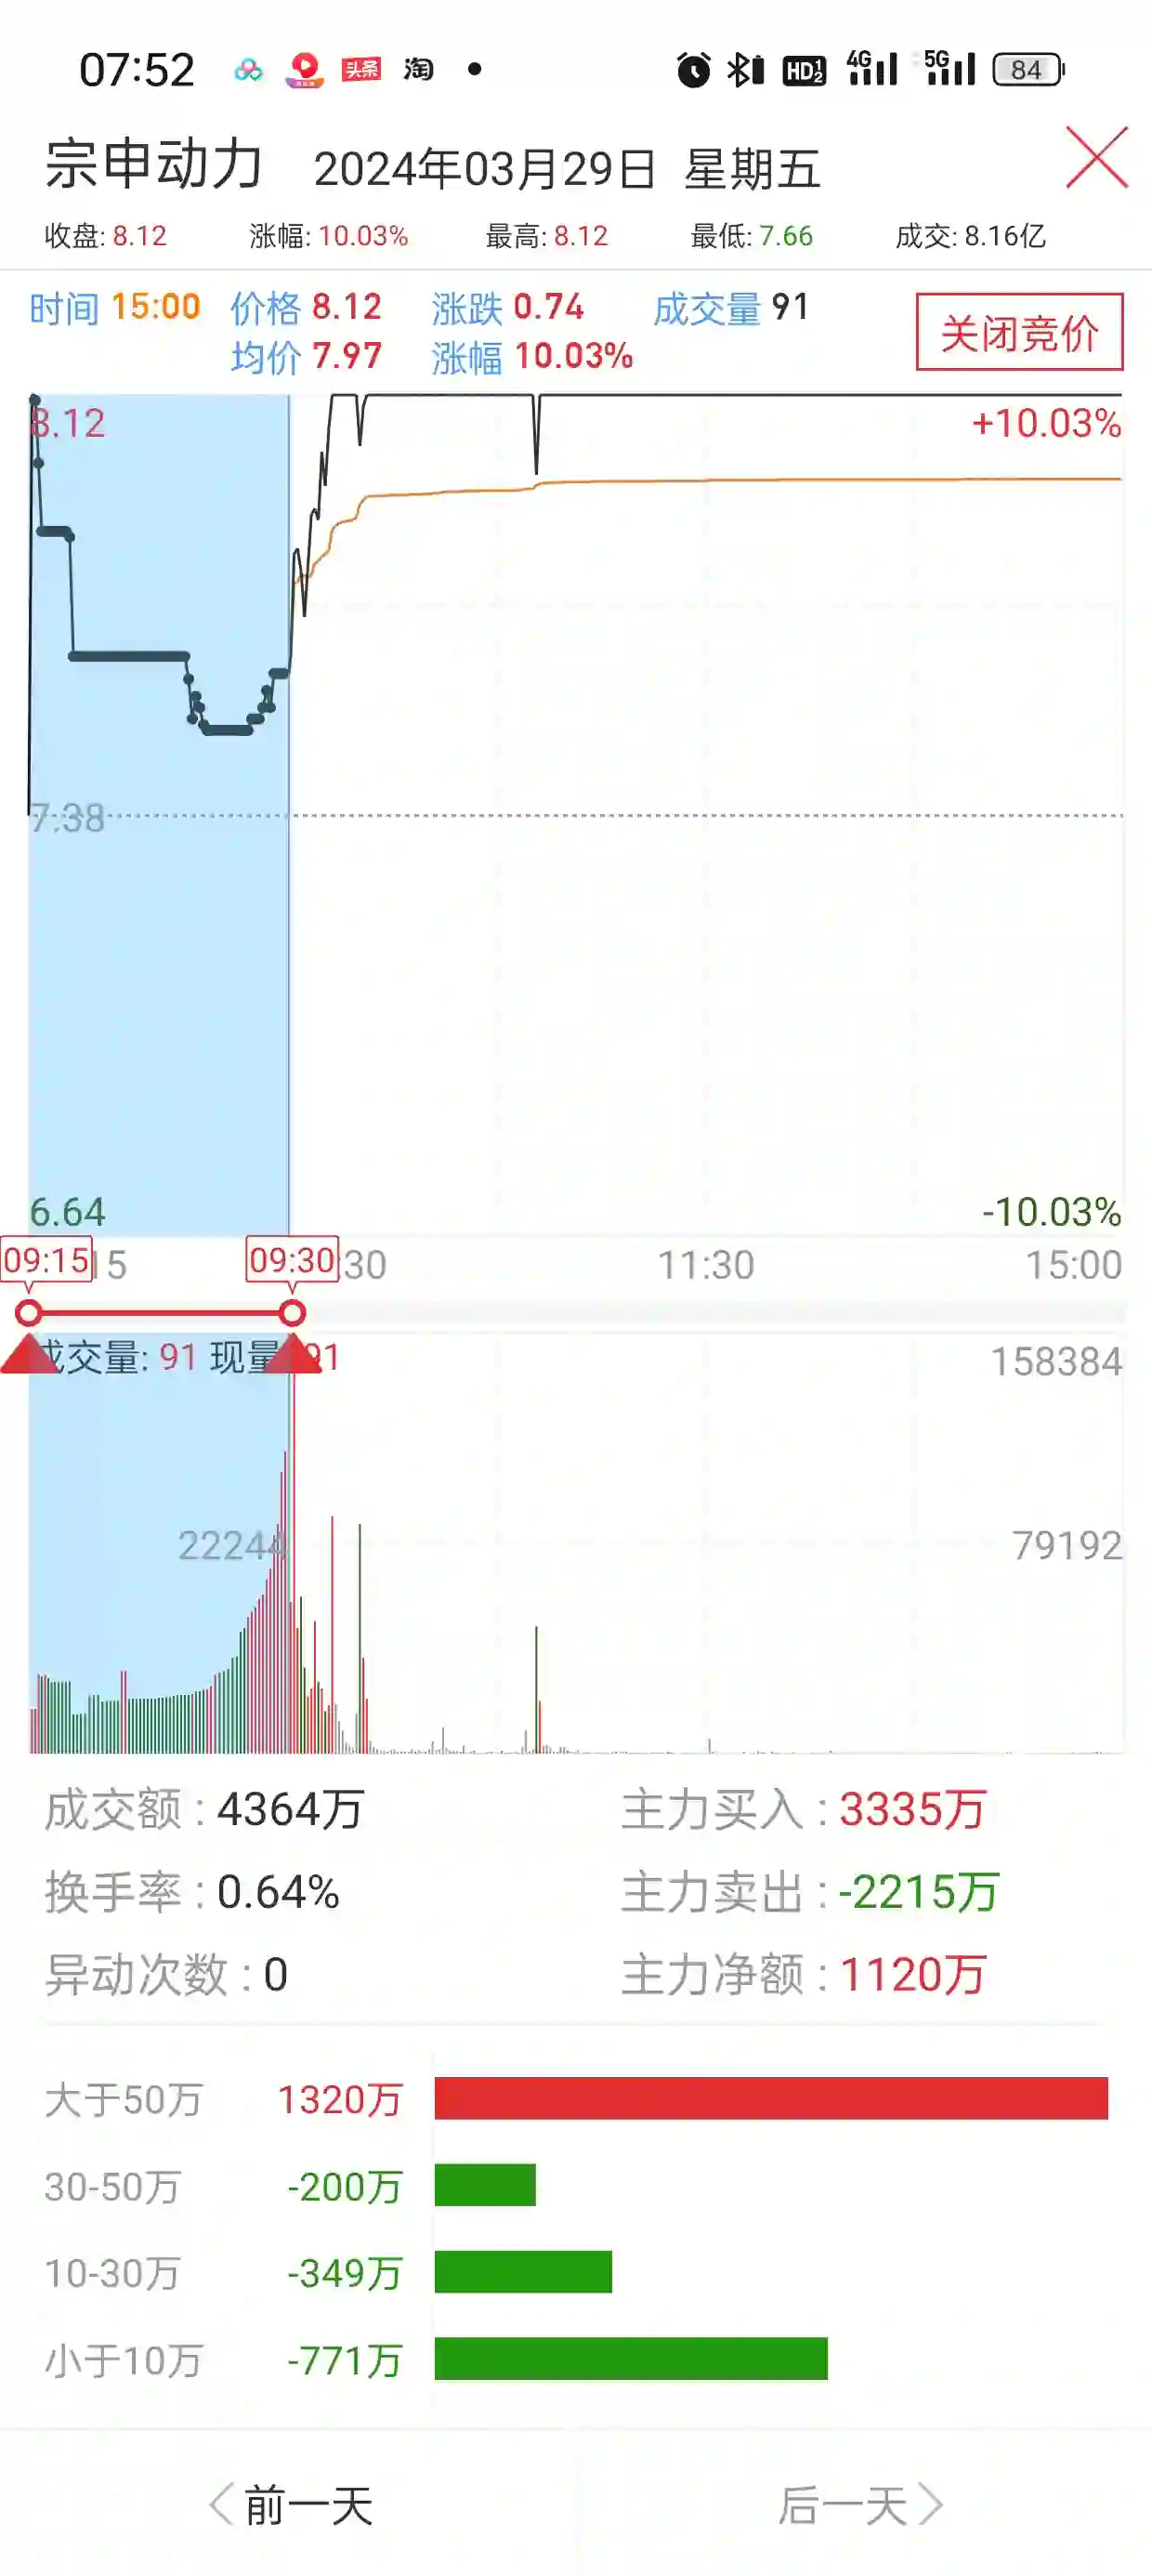 07:52 头条 淘 HD 1 2 4G 5G 84
宗申动力 2024年03月29日 星期五
收盘: 8.12 涨幅: 10.03% 最高: 8.12 最低: 7.66 成交: 8.16亿
时间 15:00 价格 8.12 涨跌 0.74 成交量 91
均价 7.97 涨幅 10.03%
关闭竞价
8.12 +10.03%
7.38
6.64 -10.03%
09:15 5 09:30 :30 11:30 15:00
成交量: 91 现量 91 158384
22244 79192
成交额 : 4364万 主力买入 : 3335万
换手率 : 0.64% 主力卖出 : -2215万
异动次数 : 0 主力净额 : 1120万
大于50万 1320万
30-50万 -200万
10-30万 -349万
小于10万 -771万
前一天 后一天